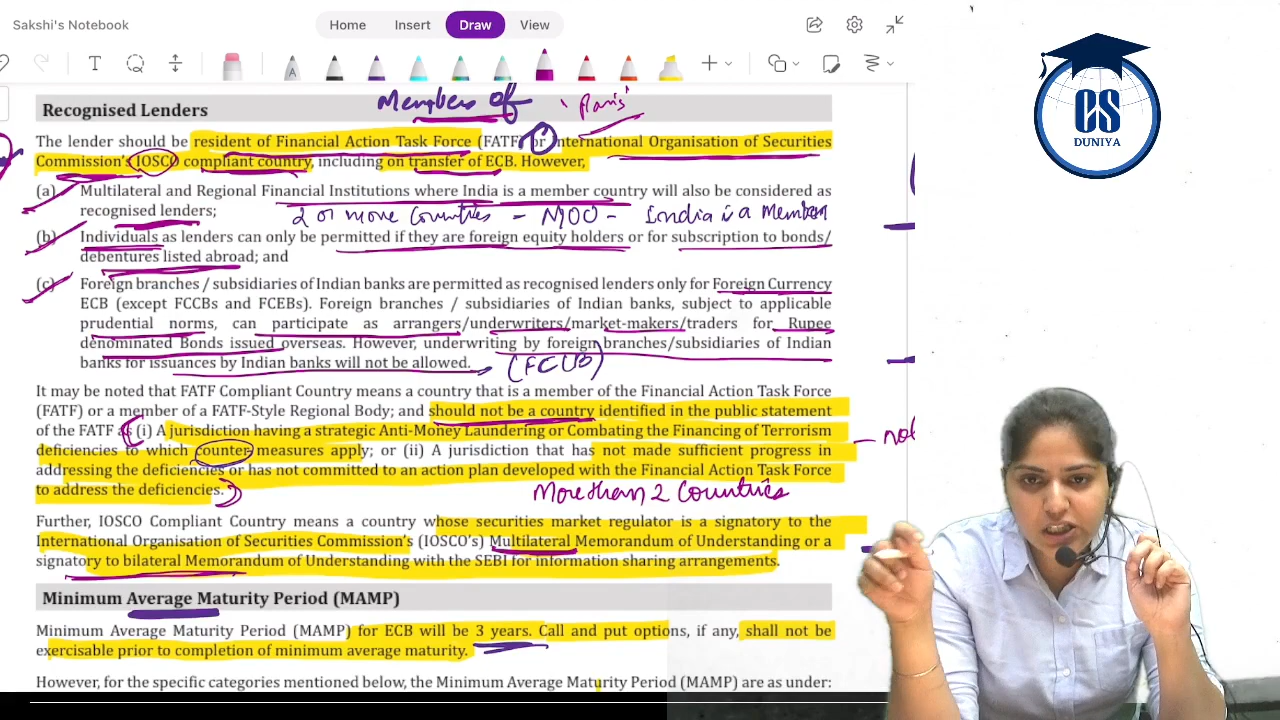 Sakshi's Notebook
Home Insert Draw View
Members of 'Paris'
Recognised Lenders
The lender should be resident of Financial Action Task Force (FATF) or International Organisation of Securities
Commission's IOSCO compliant country, including on transfer of ECB. However,
(a) Multilateral and Regional Financial Institutions where India is a member country will also be considered as
recognised lenders;
2 or more Countries - MOU - India is a Member
(b) Individuals as lenders can only be permitted if they are foreign equity holders or for subscription to bonds/
debentures listed abroad; and
(c) Foreign branches / subsidiaries of Indian banks are permitted as recognised lenders only for Foreign Currency
ECB (except FCCBs and FCEBs). Foreign branches / subsidiaries of Indian banks, subject to applicable
prudential norms, can participate as arrangers/underwriters/market-makers/traders for Rupee
denominated Bonds issued overseas. However, underwriting by foreign branches/subsidiaries of Indian
banks for issuances by Indian banks will not be allowed.
It may be noted that FATF Compliant Country means a country that is a member of the Financial Action Task Force
(FATF) or a member of a FATF-Style Regional Body; and should not be a country identified in the public statement
of the FATF as (i) A jurisdiction having a strategic Anti-Money Laundering or Combating the Financing of Terrorism
deficiencies to which counter-measures apply; or (ii) A jurisdiction that has not made sufficient progress in
not
addressing the deficiencies or has not committed to an action plan developed with the Financial Action Task Force
to address the deficiencies.
More than 2 Countries
Further, IOSCO Compliant Country means a country whose securities market regulator is a signatory to the
International Organisation of Securities Commission's (IOSCO's) Multilateral Memorandum of Understanding or a
signatory to bilateral Memorandum of Understanding with the SEBI for information sharing arrangements.
Minimum Average Maturity Period (MAMP)
Minimum Average Maturity Period (MAMP) for ECB will be 3 years. Call and put options, if any, shall not be
exercisable prior to completion of minimum average maturity.
However, for the specific categories mentioned below, the Minimum Average Maturity Period (MAMP) are as under:
CS
DUNIYA